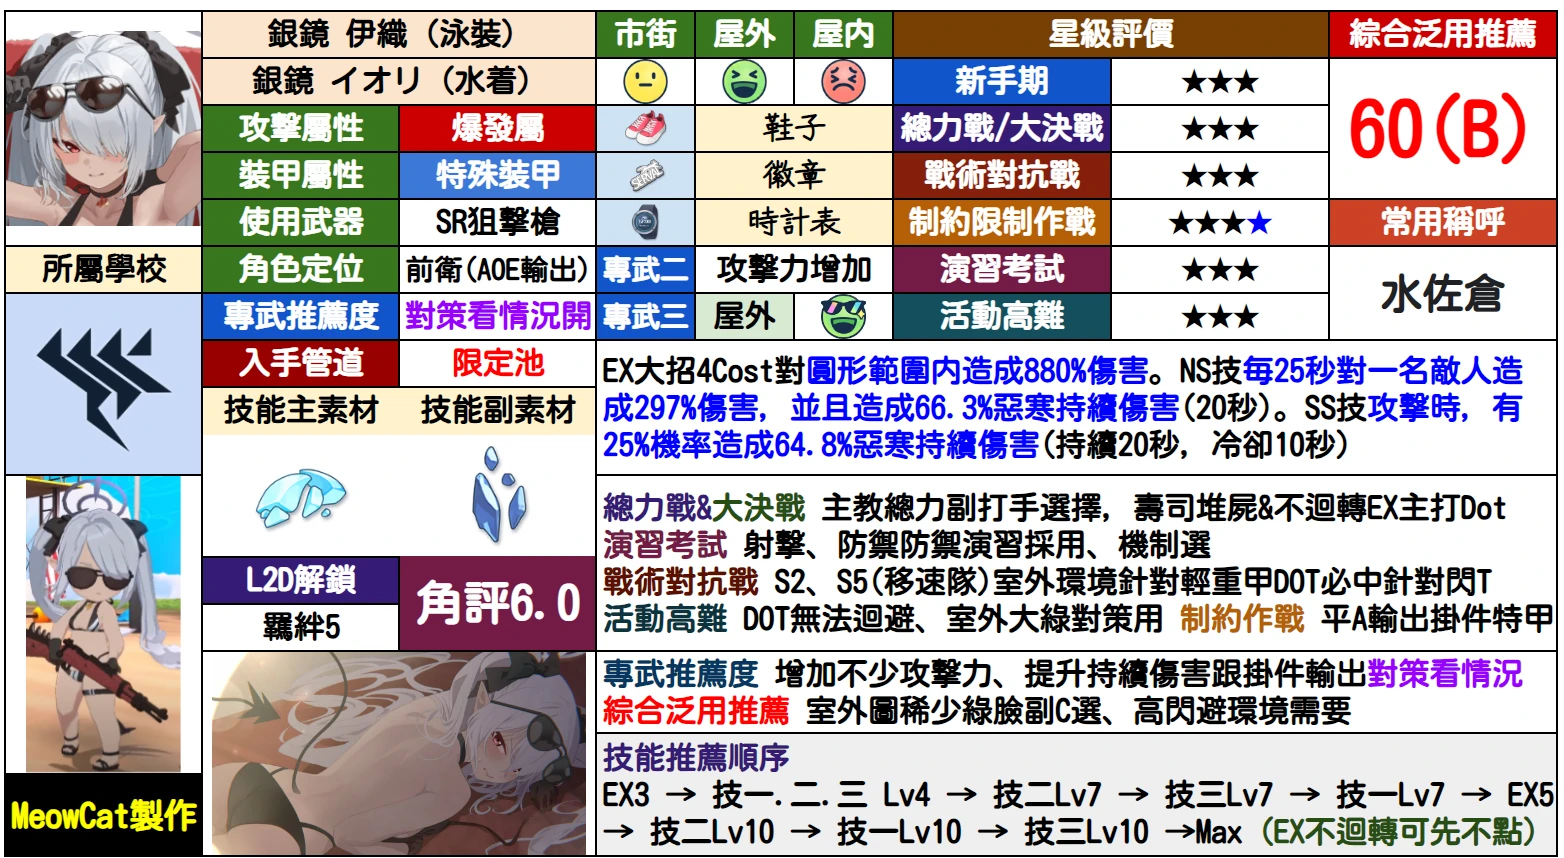 銀鏡 伊織（泳裝）
銀鏡 イオリ（水着）
市街 屋外 屋內
星級評價
綜合泛用推薦
新手期 ★★★
60(B)
攻擊屬性 爆發屬
鞋子
總力戰/大決戰 ★★★
裝甲屬性 特殊裝甲
SERVAL
徽章
戰術對抗戰 ★★★
使用武器 SR狙擊槍
時計表
制約限制作戰 ★★★★
常用稱呼
所屬學校
角色定位 前衛(AOE輸出)
專武二 攻擊力增加
演習考試 ★★★
水佐倉
專武推薦度 對策看情況開
專武三 屋外
活動高難 ★★★
入手管道 限定池
技能主素材 技能副素材
L2D解鎖
羈絆5
角評6.0
MeowCat製作
EX大招4Cost對圓形範圍內造成880%傷害。NS技每25秒對一名敵人造
成297%傷害，並且造成66.3%惡寒持續傷害(20秒)。SS技攻擊時，有
25%機率造成64.8%惡寒持續傷害(持續20秒，冷卻10秒)
總力戰&大決戰 主教總力副打手選擇，壽司堆屍&不迴轉EX主打Dot
演習考試 射擊、防禦防禦演習採用、機制選
戰術對抗戰 S2、S5(移速隊)室外環境針對輕重甲DOT必中針對閃T
活動高難 DOT無法迴避、室外大綠對策用 制約作戰 平A輸出掛件特甲
專武推薦度 增加不少攻擊力、提升持續傷害跟掛件輸出對策看情況
綜合泛用推薦 室外圖稀少綠臉副C選、高閃避環境需要
技能推薦順序
EX3 → 技一.二.三 Lv4 → 技二Lv7 → 技三Lv7 → 技一Lv7 → EX5
→ 技二Lv10 → 技一Lv10 → 技三Lv10 →Max（EX不迴轉可先不點）